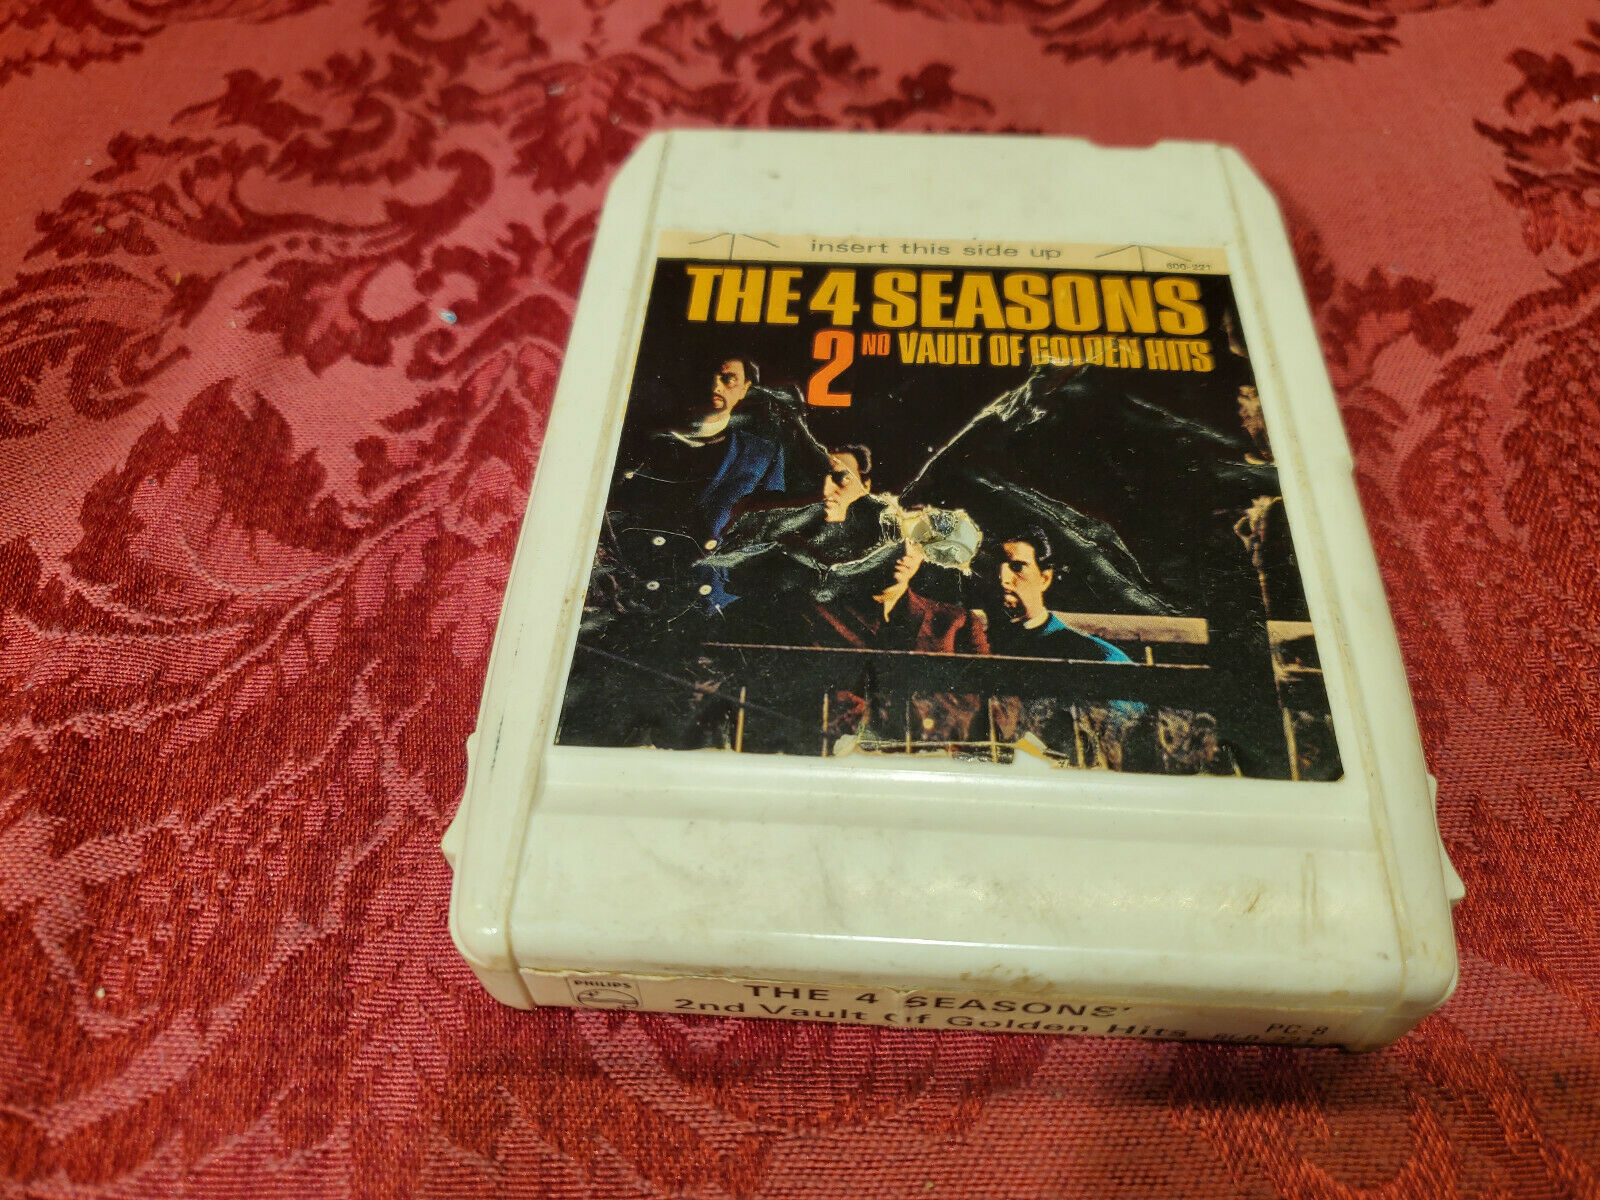 insert this side up
600-221
THE 4 SEASONS
2ND VAULT OF GOLDEN HITS
PHILIPS
THE 4 SEASONS'
2nd Vault Of Golden Hits
PC-8